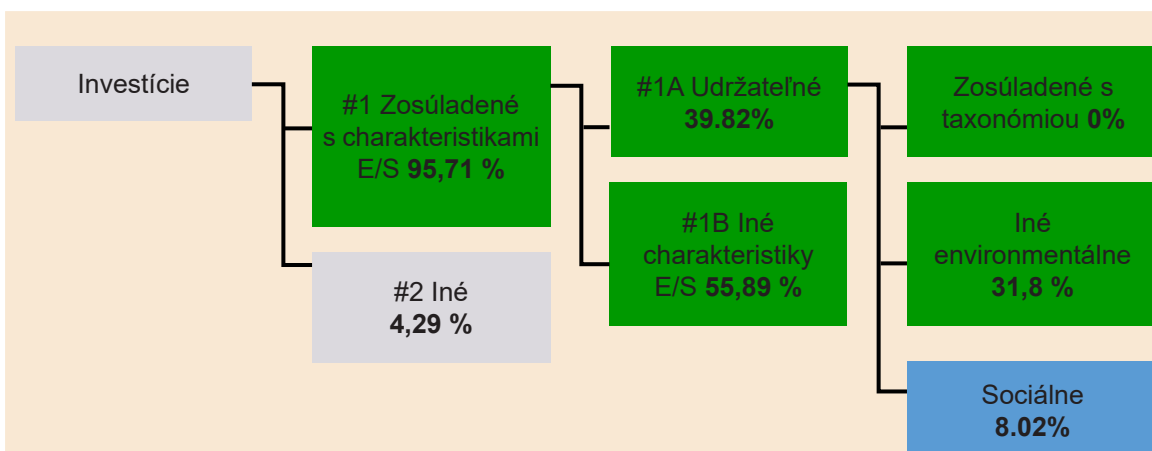 Investície
#1 Zosúladené
s charakteristikami
E/S 95,71 %
#2 Iné
4,29 %
#1A Udržateľné
39.82%
#1B Iné
charakteristiky
E/S 55,89 %
Zosúladené s
taxonómiou 0%
Iné
environmentálne
31,8 %
Sociálne
8.02%